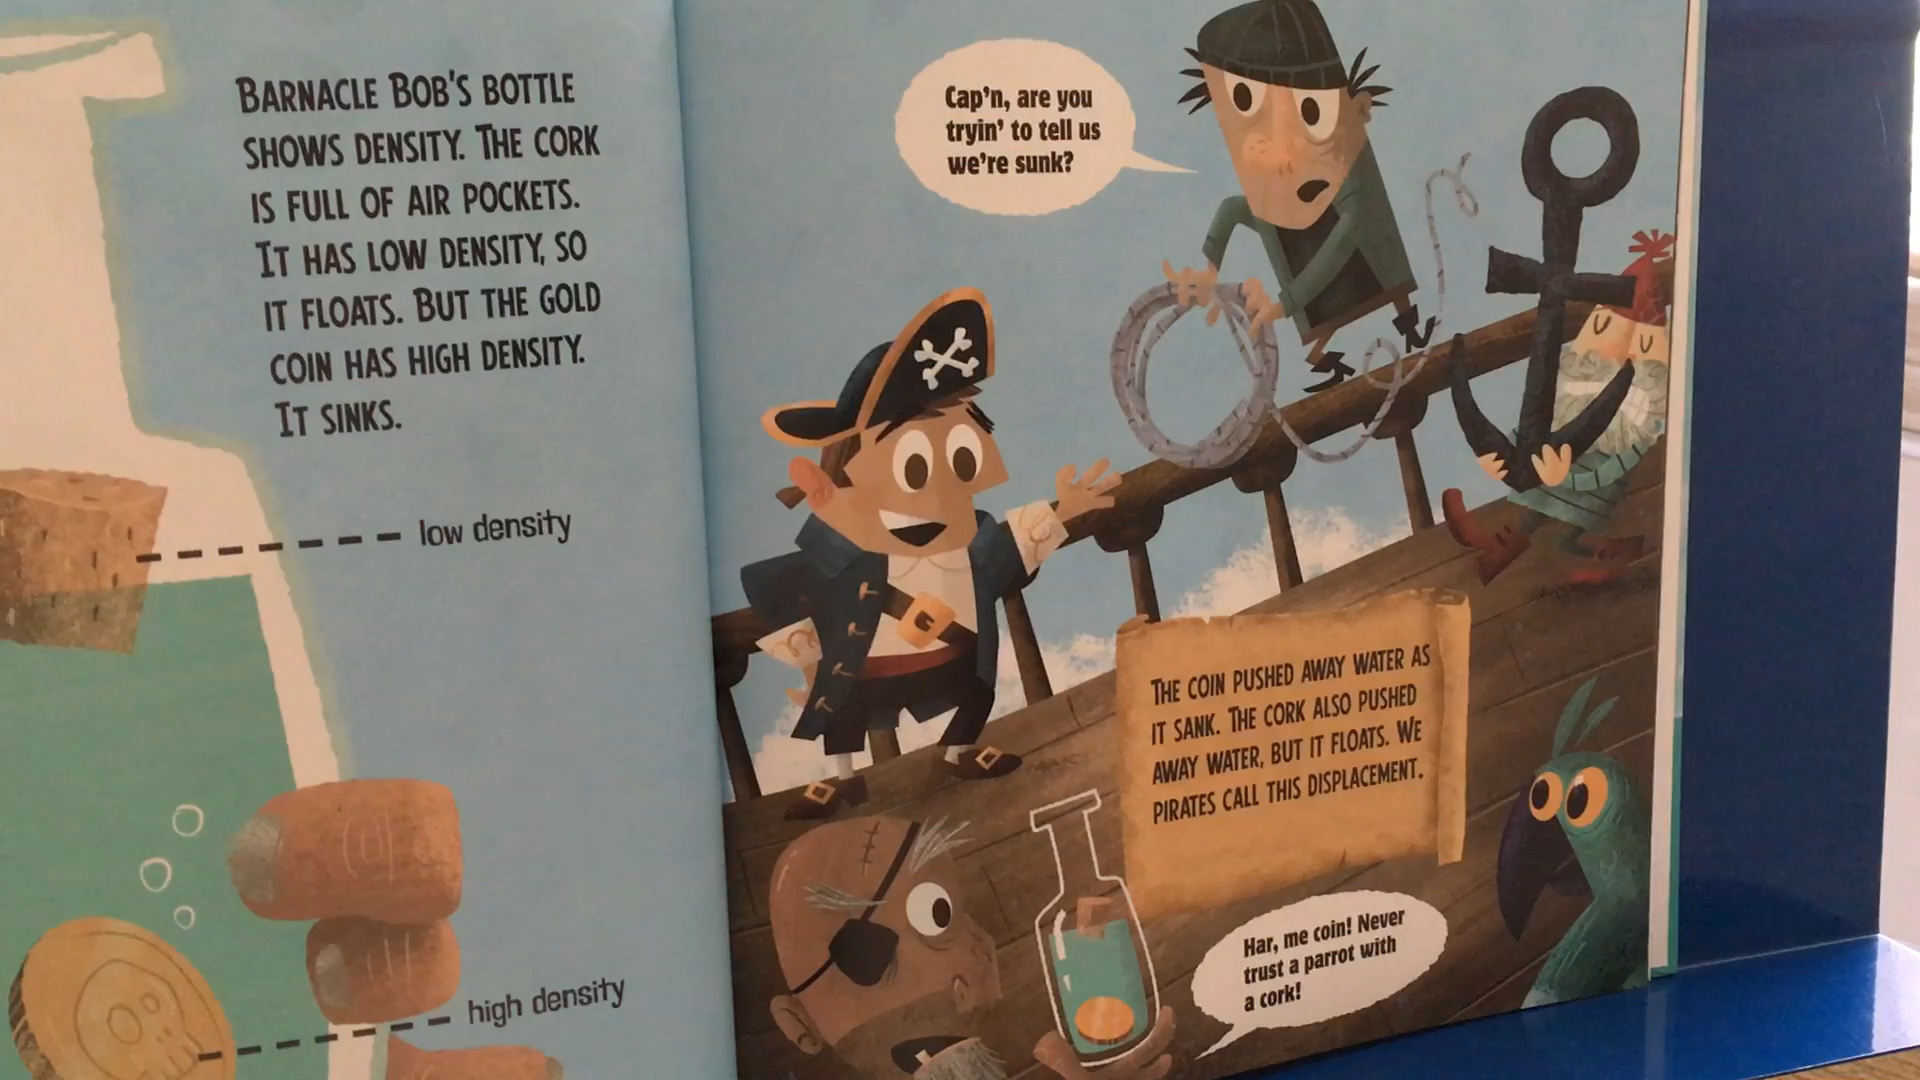 BARNACLE BOB'S BOTTLE
SHOWS DENSITY. THE CORK
IS FULL OF AIR POCKETS.
IT HAS LOW DENSITY, SO
IT FLOATS. BUT THE GOLD
COIN HAS HIGH DENSITY.
IT SINKS.
low density
high density
Cap'n, are you
tryin' to tell us
we're sunk?
THE COIN PUSHED AWAY WATER AS
IT SANK. THE CORK ALSO PUSHED
AWAY WATER, BUT IT FLOATS. WE
PIRATES CALL THIS DISPLACEMENT.
Har, me coin! Never
trust a parrot with
a cork!